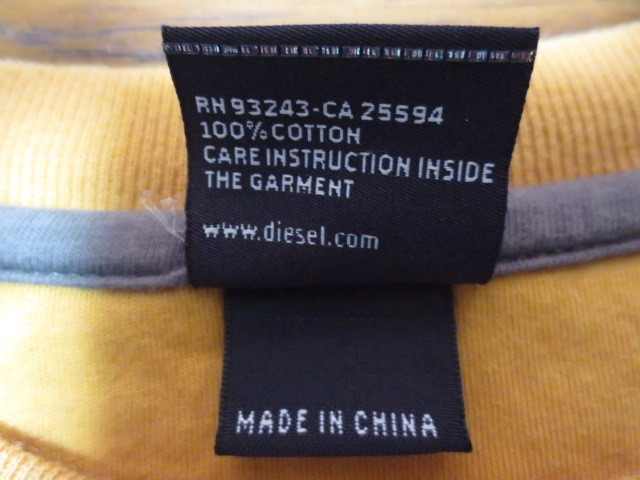 RN 93243-CA 25594
100% COTTON
CARE INSTRUCTION INSIDE
THE GARMENT
www.diesel.com
MADE IN CHINA